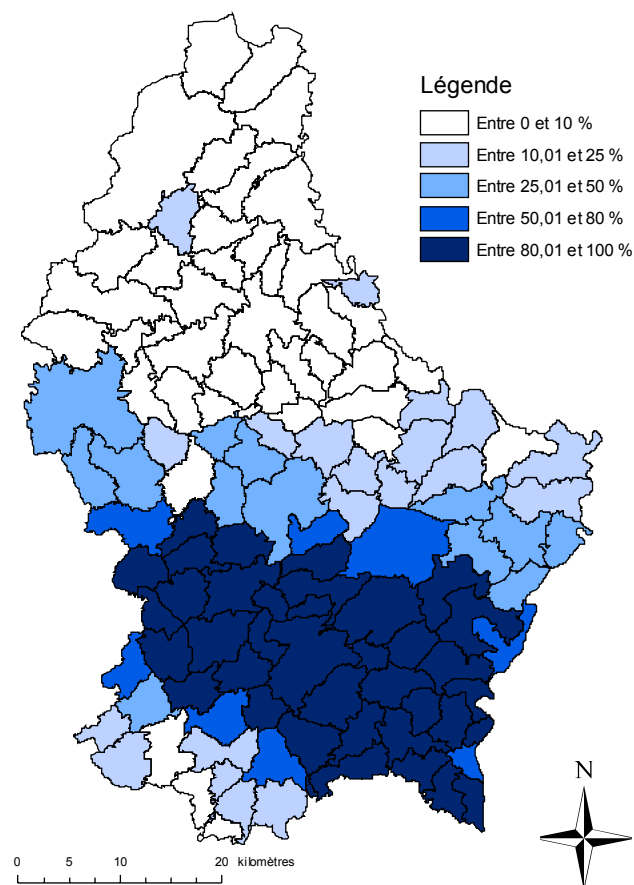 Légende
Entre 0 et 10 %
Entre 10,01 et 25 %
Entre 25,01 et 50 %
Entre 50,01 et 80 %
Entre 80,01 et 100 %
N
0 5 10 20 kilomètres